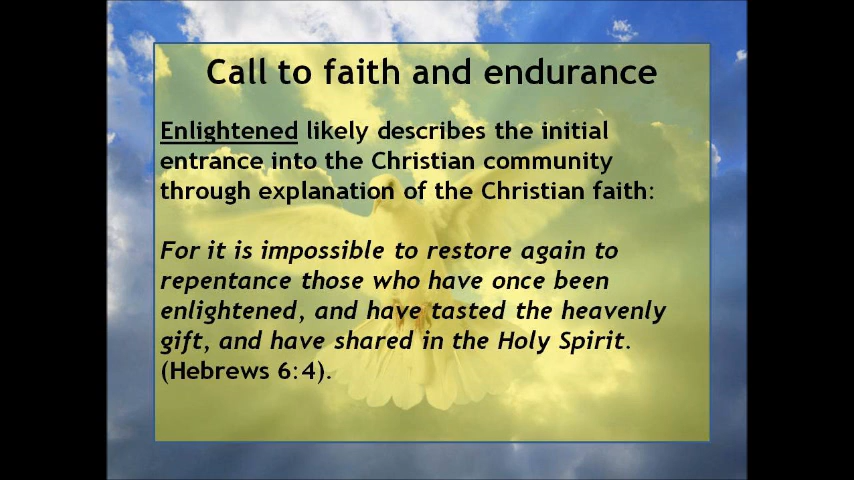 Call to faith and endurance
Enlightened likely describes the initial
entrance into the Christian community
through explanation of the Christian faith:
For it is impossible to restore again to
repentance those who have once been
enlightened, and have tasted the heavenly
gift, and have shared in the Holy Spirit.
(Hebrews 6:4).